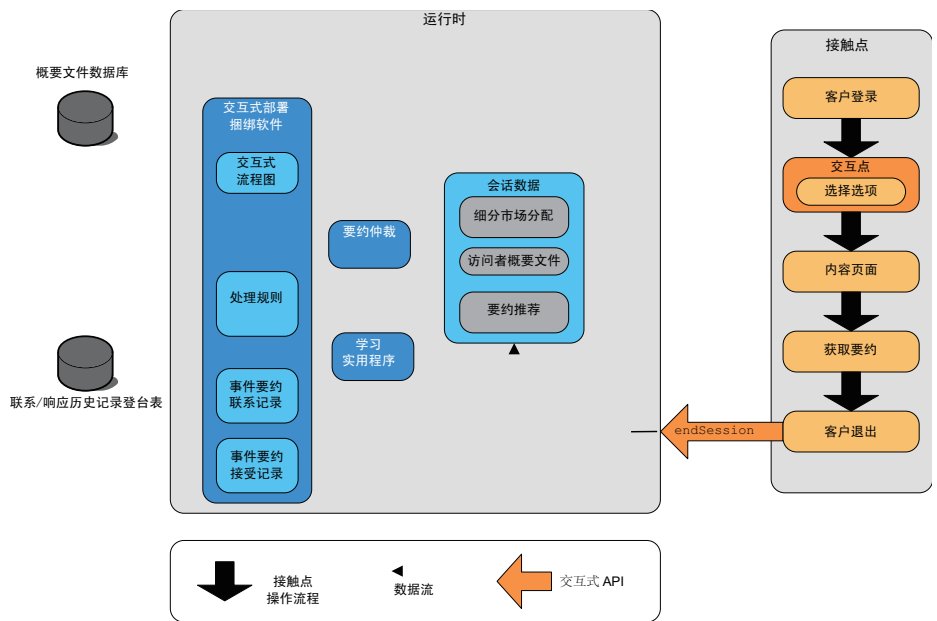 运行时
接触点
概要文件数据库
联系/响应历史记录登台表
交互式部署
捆绑软件
交互式
流程图
处理规则
事件要约
联系记录
事件要约
接受记录
要约仲裁
学习
实用程序
会话数据
细分市场分配
访问者概要文件
要约推荐
客户登录
交互点
选择选项
内容页面
获取要约
客户退出
endSession
接触点
操作流程
数据流
交互式 API